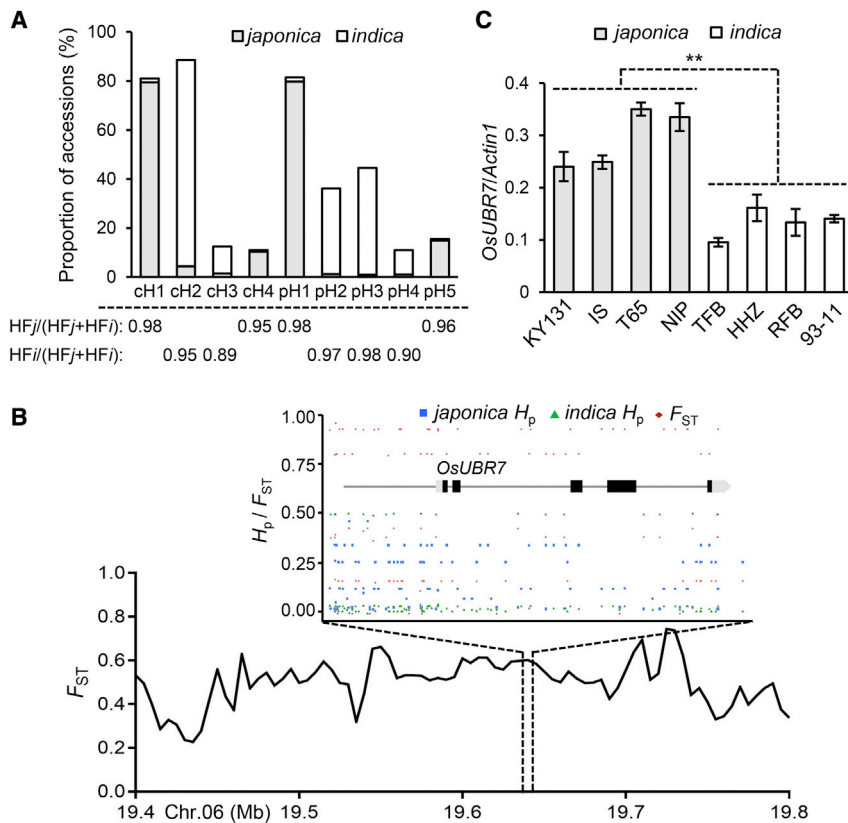 A
Proportion of accessions (%)
japonica indica
100
80
60
40
20
0
cH1 cH2 cH3 cH4 pH1 pH2 pH3 pH4 pH5
HFj/(HFj+HFi): 0.98 0.95 0.98 0.96
HFi/(HFj+HFi): 0.95 0.89 0.97 0.98 0.90
C
japonica indica
**
OsUBR7/Actin1
0.4
0.3
0.2
0.1
0
KY131 IS T65 NIP TFB HHZ RFB 93-11
B
japonica Hp indica Hp FST
Hp / FST
1.00
0.75
0.50
0.25
0.00
OsUBR7
FST
1.0
0.8
0.6
0.4
0.2
0.0
19.4 Chr.06 (Mb) 19.5 19.6 19.7 19.8